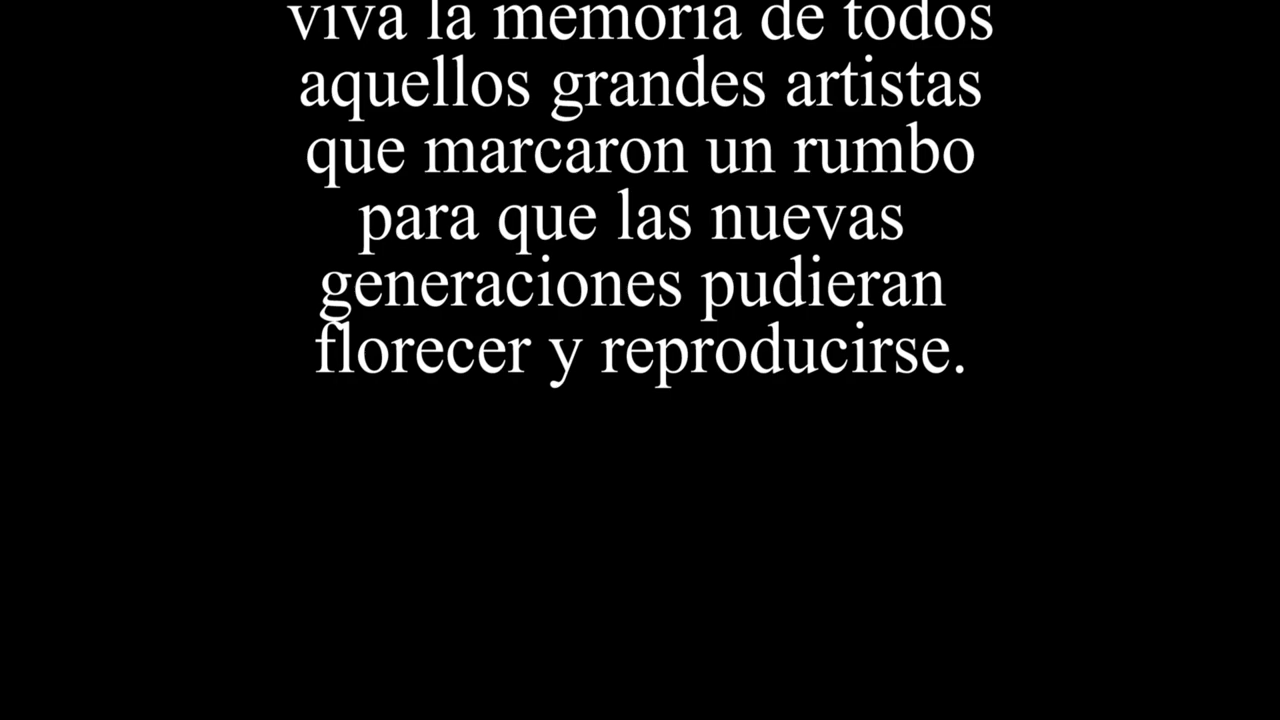 viva la memoria de todos
aquellos grandes artistas
que marcaron un rumbo
para que las nuevas
generaciones pudieran
florecer y reproducirse.